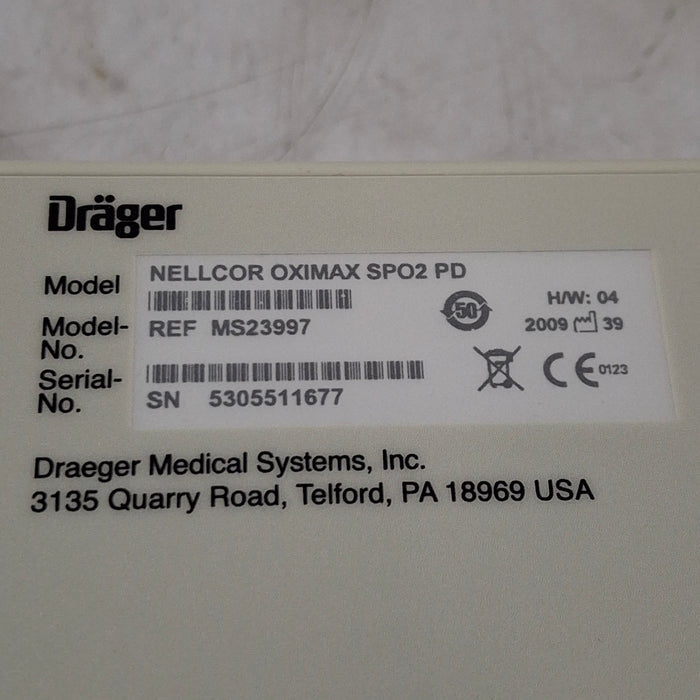 Dräger
Model NELLCOR OXIMAX SPO2 PD
Model-No. REF MS23997
Serial-No. SN 5305511677
50
H/W: 04
2009 39
CE 0123
Draeger Medical Systems, Inc.
3135 Quarry Road, Telford, PA 18969 USA